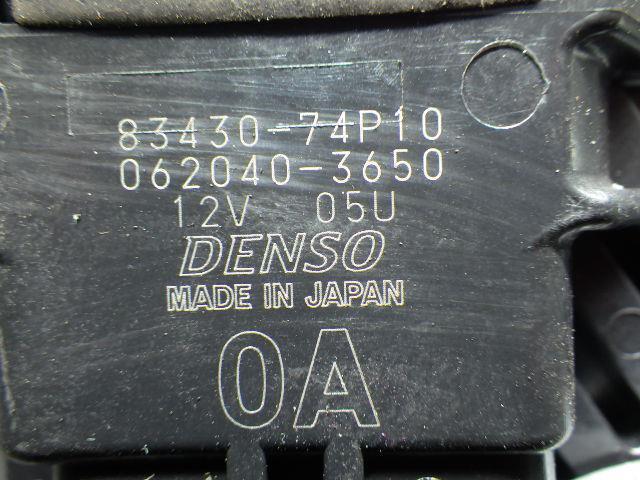 83430-74P10
062040-3650
12V 05U
DENSO
MADE IN JAPAN
0A